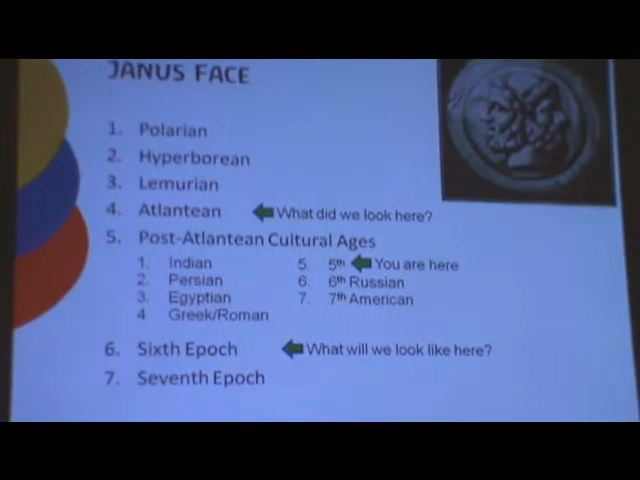 JANUS FACE
1. Polarian
2. Hyperborean
3. Lemurian
4. Atlantean What did we look here?
5. Post-Atlantean Cultural Ages
1. Indian 5. 5th You are here
2. Persian 6. 6th Russian
3. Egyptian 7. 7th American
4 Greek/Roman
6. Sixth Epoch What will we look like here?
7. Seventh Epoch